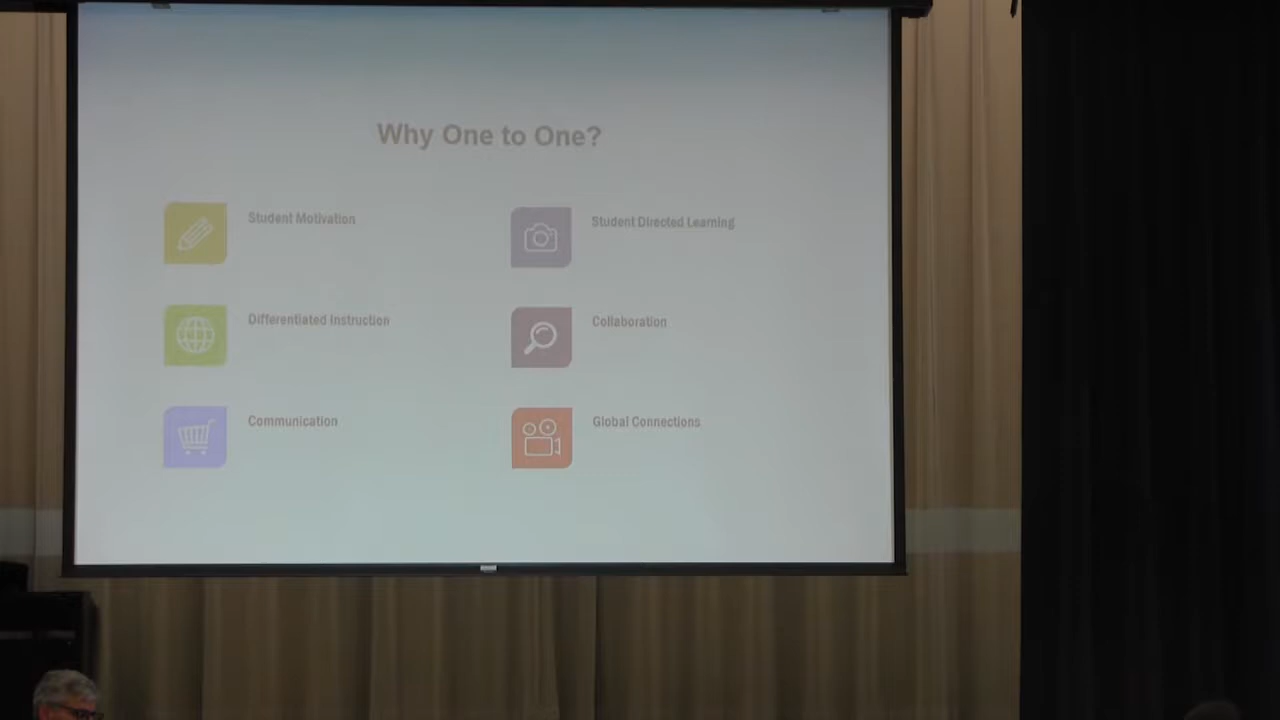 Why One to One?
Student Motivation
Student Directed Learning
Differentiated Instruction
Collaboration
Communication
Global Connections